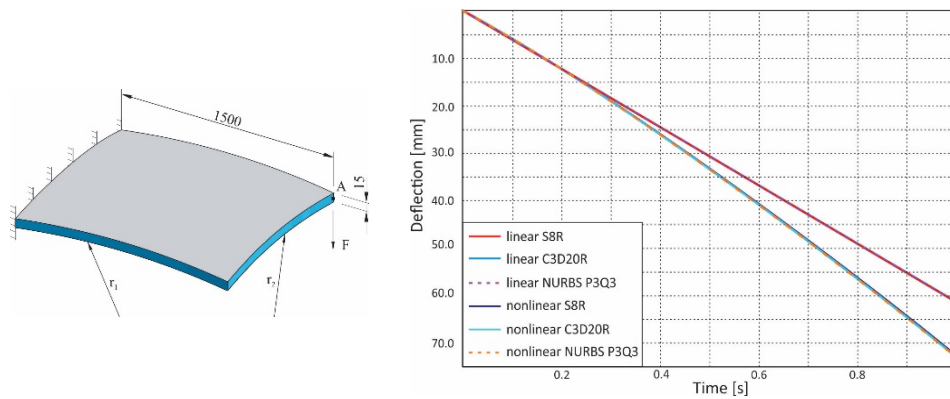 1500
A
15
F
r₁
r₂
Deflection [mm]
10.0
20.0
30.0
40.0
50.0
60.0
70.0
linear S8R
linear C3D20R
linear NURBS P3Q3
nonlinear S8R
nonlinear C3D20R
nonlinear NURBS P3Q3
0.2
0.4
0.6
0.8
Time [s]